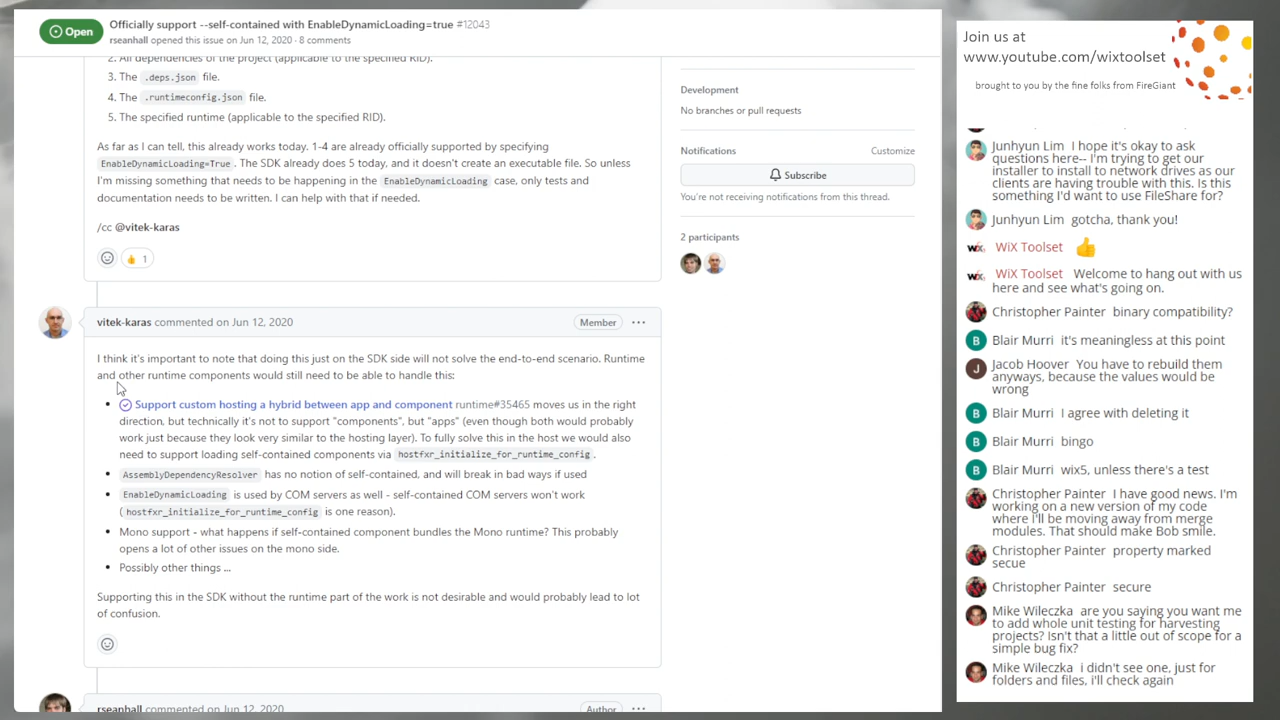 Open
Officially support --self-contained with EnableDynamicLoading=true #12043
rseanhall opened this issue on Jun 12, 2020 · 8 comments
2. All dependencies of the project (applicable to the specified RID).
3. The .deps.json file.
4. The .runtimeconfig.json file.
5. The specified runtime (applicable to the specified RID).
As far as I can tell, this already works today. 1-4 are already officially supported by specifying
EnableDynamicLoading=True . The SDK already does 5 today, and it doesn't create an executable file. So unless
I'm missing something that needs to be happening in the EnableDynamicLoading case, only tests and
documentation needs to be written. I can help with that if needed.
/cc @vitek-karas
1
vitek-karas commented on Jun 12, 2020
Member
I think it's important to note that doing this just on the SDK side will not solve the end-to-end scenario. Runtime
and other runtime components would still need to be able to handle this:
• Support custom hosting a hybrid between app and component runtime#35465 moves us in the right
direction, but technically it's not to support "components", but "apps" (even though both would probably
work just because they look very similar to the hosting layer). To fully solve this in the host we would also
need to support loading self-contained components via hostfxr_initialize_for_runtime_config .
• AssemblyDependencyResolver has no notion of self-contained, and will break in bad ways if used
• EnableDynamicLoading is used by COM servers as well - self-contained COM servers won't work
( hostfxr_initialize_for_runtime_config is one reason).
• Mono support - what happens if self-contained component bundles the Mono runtime? This probably
opens a lot of other issues on the mono side.
• Possibly other things ...
Supporting this in the SDK without the runtime part of the work is not desirable and would probably lead to lot
of confusion.
rseanhall commented on Jun 12, 2020
Author
Development
No branches or pull requests
Notifications
Customize
Subscribe
You're not receiving notifications from this thread.
2 participants
Join us at
www.youtube.com/wixtoolset
brought to you by the fine folks from FireGiant
Junhyun Lim I hope it's okay to ask
questions here-- I'm trying to get our
installer to install to network drives as our
clients are having trouble with this. Is this
something I'd want to use FileShare for?
Junhyun Lim gotcha, thank you!
WiX Toolset 👍
WiX Toolset Welcome to hang out with us
here and see what's going on.
Christopher Painter binary compatibility?
Blair Murri it's meaningless at this point
Jacob Hoover You have to rebuild them
anyways, because the values would be
wrong
Blair Murri I agree with deleting it
Blair Murri bingo
Blair Murri wix5, unless there's a test
Christopher Painter I have good news. I'm
working on a new version of my code
where I'll be moving away from merge
modules. That should make Bob smile.
Christopher Painter property marked
secue
Christopher Painter secure
Mike Wileczka are you saying you want me
to add whole unit testing for harvesting
projects? Isn't that a little out of scope for a
simple bug fix?
Mike Wileczka i didn't see one, just for
folders and files, i'll check again